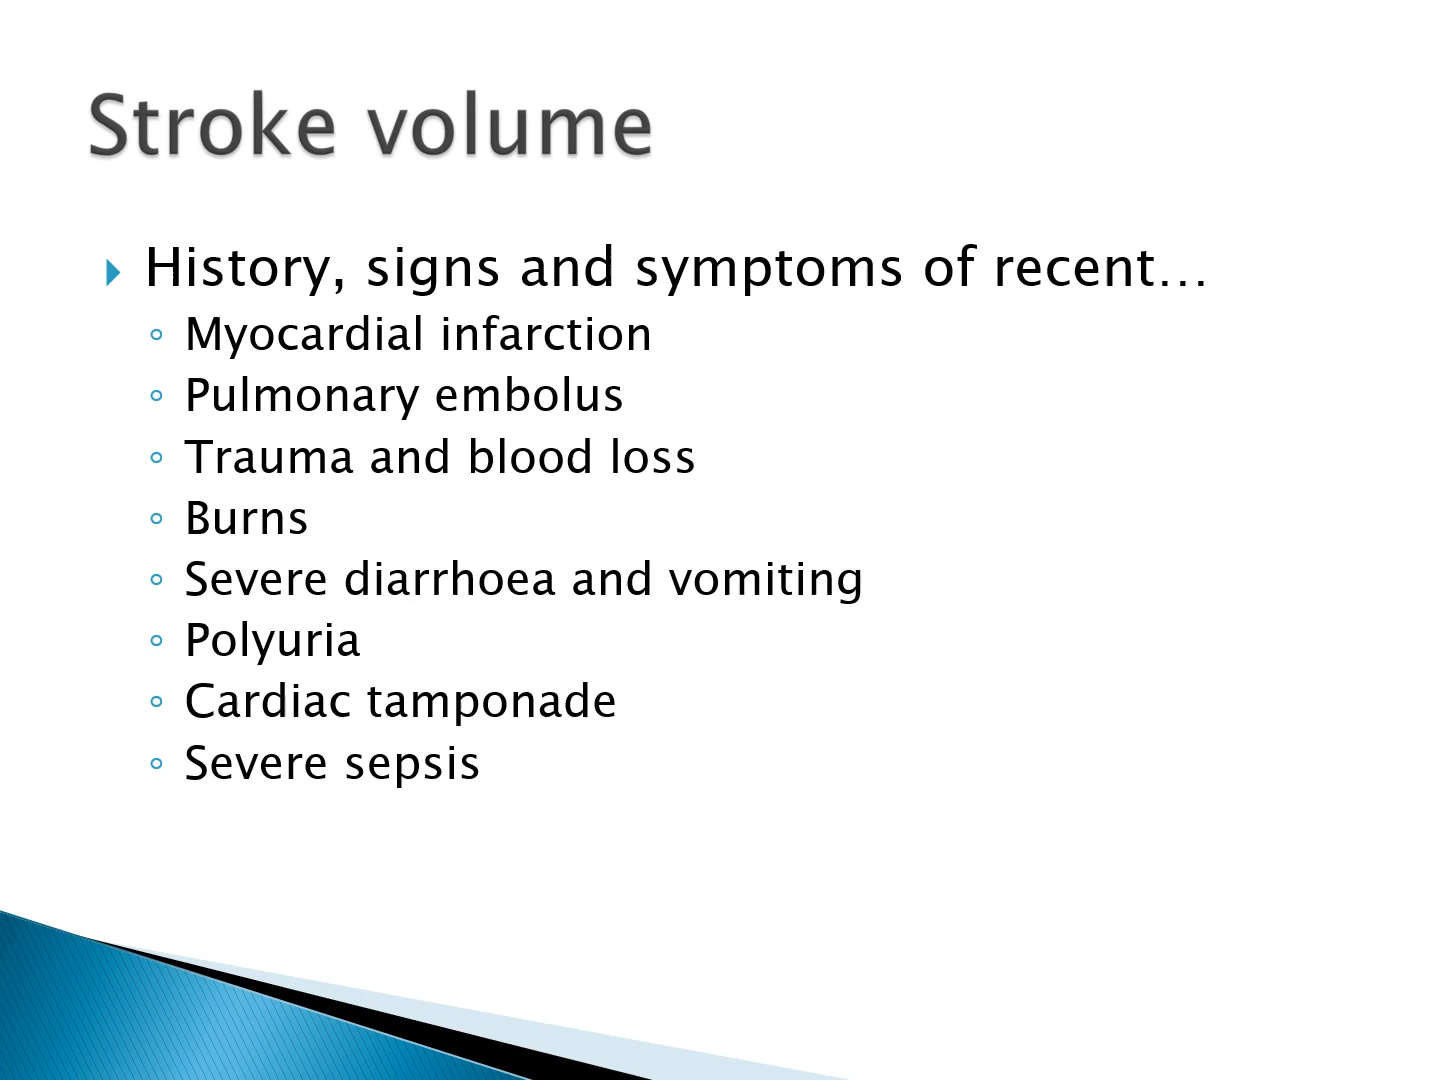 Stroke volume
History, signs and symptoms of recent…
Myocardial infarction
Pulmonary embolus
Trauma and blood loss
Burns
Severe diarrhoea and vomiting
Polyuria
Cardiac tamponade
Severe sepsis